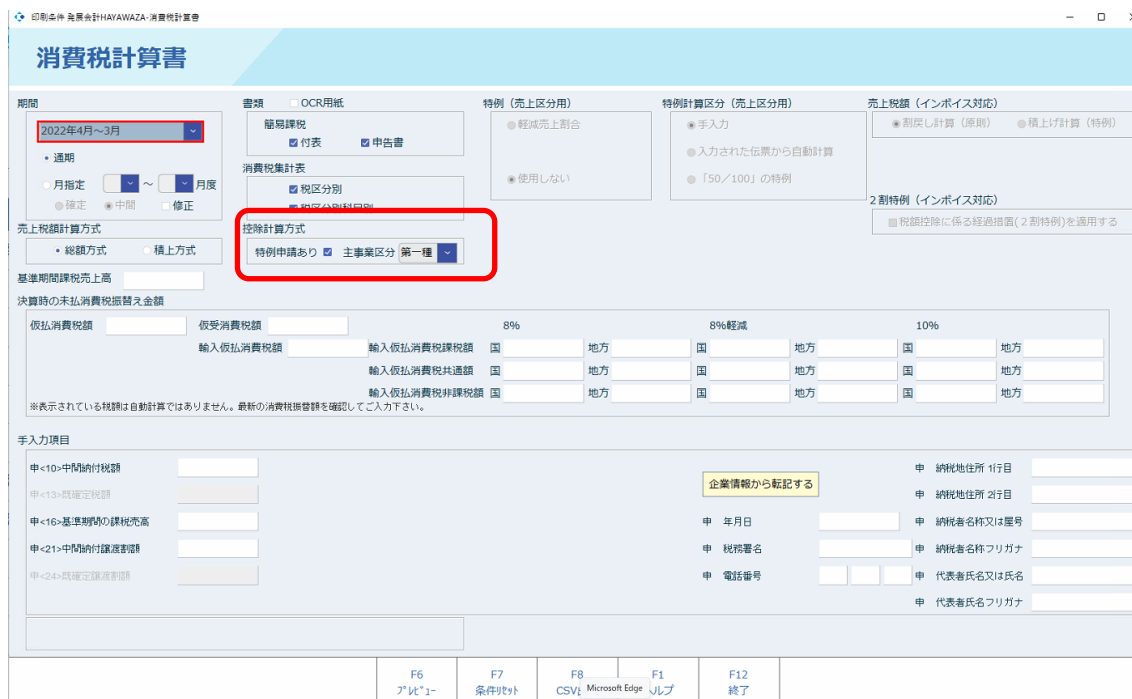 印刷条件 発展会計HAYAWAZA-消費税計算書
消費税計算書
期間
2022年4月～3月
通期
月指定 ～ 月度
確定 中間 修正
書類 OCR用紙
簡易課税
付表 申告書
消費税集計表
税区分別
税区分別科目別
特例（売上区分用）
軽減売上割合
使用しない
特例計算区分（売上区分用）
手入力
入力された伝票から自動計算
「50／100」の特例
売上税額（インボイス対応）
割戻し計算（原則） 積上げ計算（特例）
2割特例（インボイス対応）
税額控除に係る経過措置(2割特例)を適用する
売上税額計算方式
総額方式 積上方式
控除計算方式
特例申請あり 主事業区分 第一種
基準期間課税売上高
決算時の未払消費税振替え金額
仮払消費税額 仮受消費税額 8% 8%軽減 10%
輸入仮払消費税額 輸入仮払消費税課税額 国 地方 国 地方 国 地方
輸入仮払消費税共通額 国 地方 国 地方 国 地方
輸入仮払消費税非課税額 国 地方 国 地方 国 地方
※表示されている税額は自動計算ではありません。最新の消費税振替額を確認してご入力下さい。
手入力項目
申<10>中間納付税額
申<13>既確定税額
申<16>基準期間の課税売高
申<21>中間納付譲渡割額
申<24>既確定譲渡割額
企業情報から転記する
申 年月日
申 税務署名
申 電話番号
申 納税地住所 1行目
申 納税地住所 2行目
申 納税者名称又は屋号
申 納税者名称フリガナ
申 代表者氏名又は氏名
申 代表者氏名フリガナ
F6 F7 F8 F1 F12
ﾌﾟﾚﾋﾞｭｰ 条件ﾘｾｯﾄ CSV ルプ 終了
Microsoft Edge